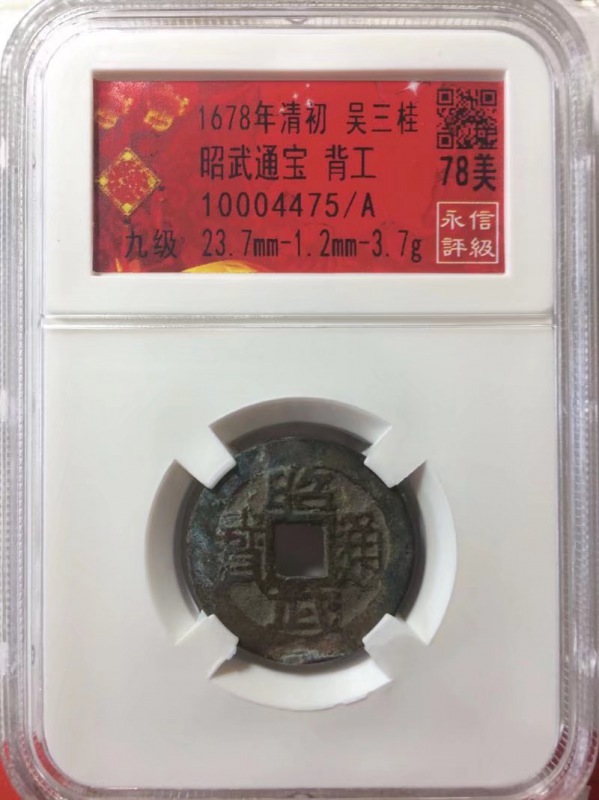 1678年清初 吴三桂
昭武通宝 背工
78美
10004475/A
九级 23.7mm-1.2mm-3.7g
永信
評級
昭武通寳